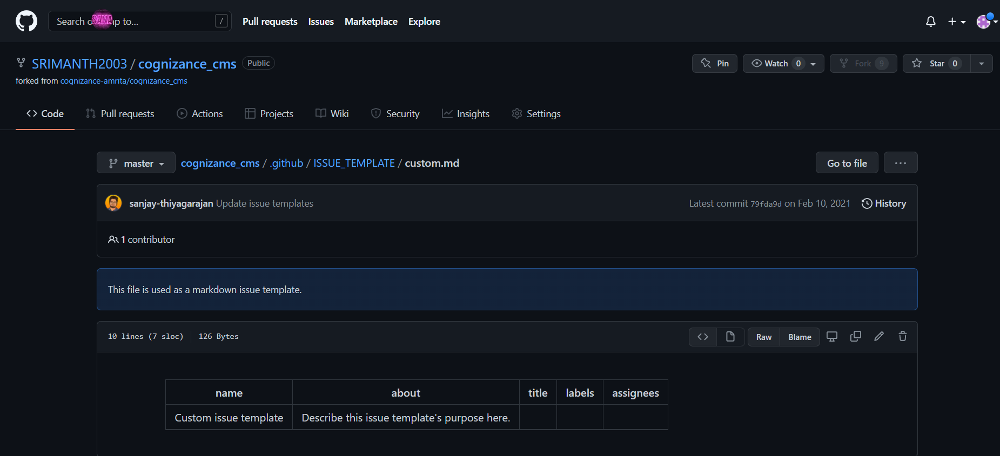 Search o p to... /
SANA
Pull requests Issues Marketplace Explore
SRIMANTH2003 / cognizance_cms Public
Pin Watch 0 Fork 9 Star 0
forked from cognizance-amrita/cognizance_cms
Code Pull requests Actions Projects Wiki Security Insights Settings
master cognizance_cms / .github / ISSUE_TEMPLATE / custom.md Go to file ...
sanjay-thiyagarajan Update issue templates Latest commit 79fda9d on Feb 10, 2021 History
1 contributor
This file is used as a markdown issue template.
10 lines (7 sloc) 126 Bytes Raw Blame
name about title labels assignees
Custom issue template Describe this issue template's purpose here.